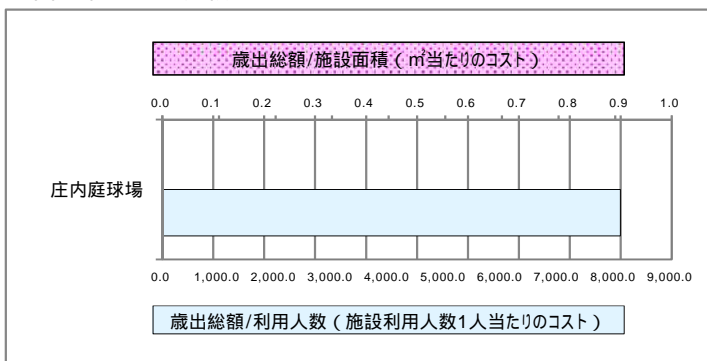 歳出総額/施設面積(㎡当たりのコスト)
0.0 0.1 0.2 0.3 0.4 0.5 0.6 0.7 0.8 0.9 1.0
庄内庭球場
0.0 1,000.0 2,000.0 3,000.0 4,000.0 5,000.0 6,000.0 7,000.0 8,000.0 9,000.0
歳出総額/利用人数(施設利用人数1人当たりのコスト)